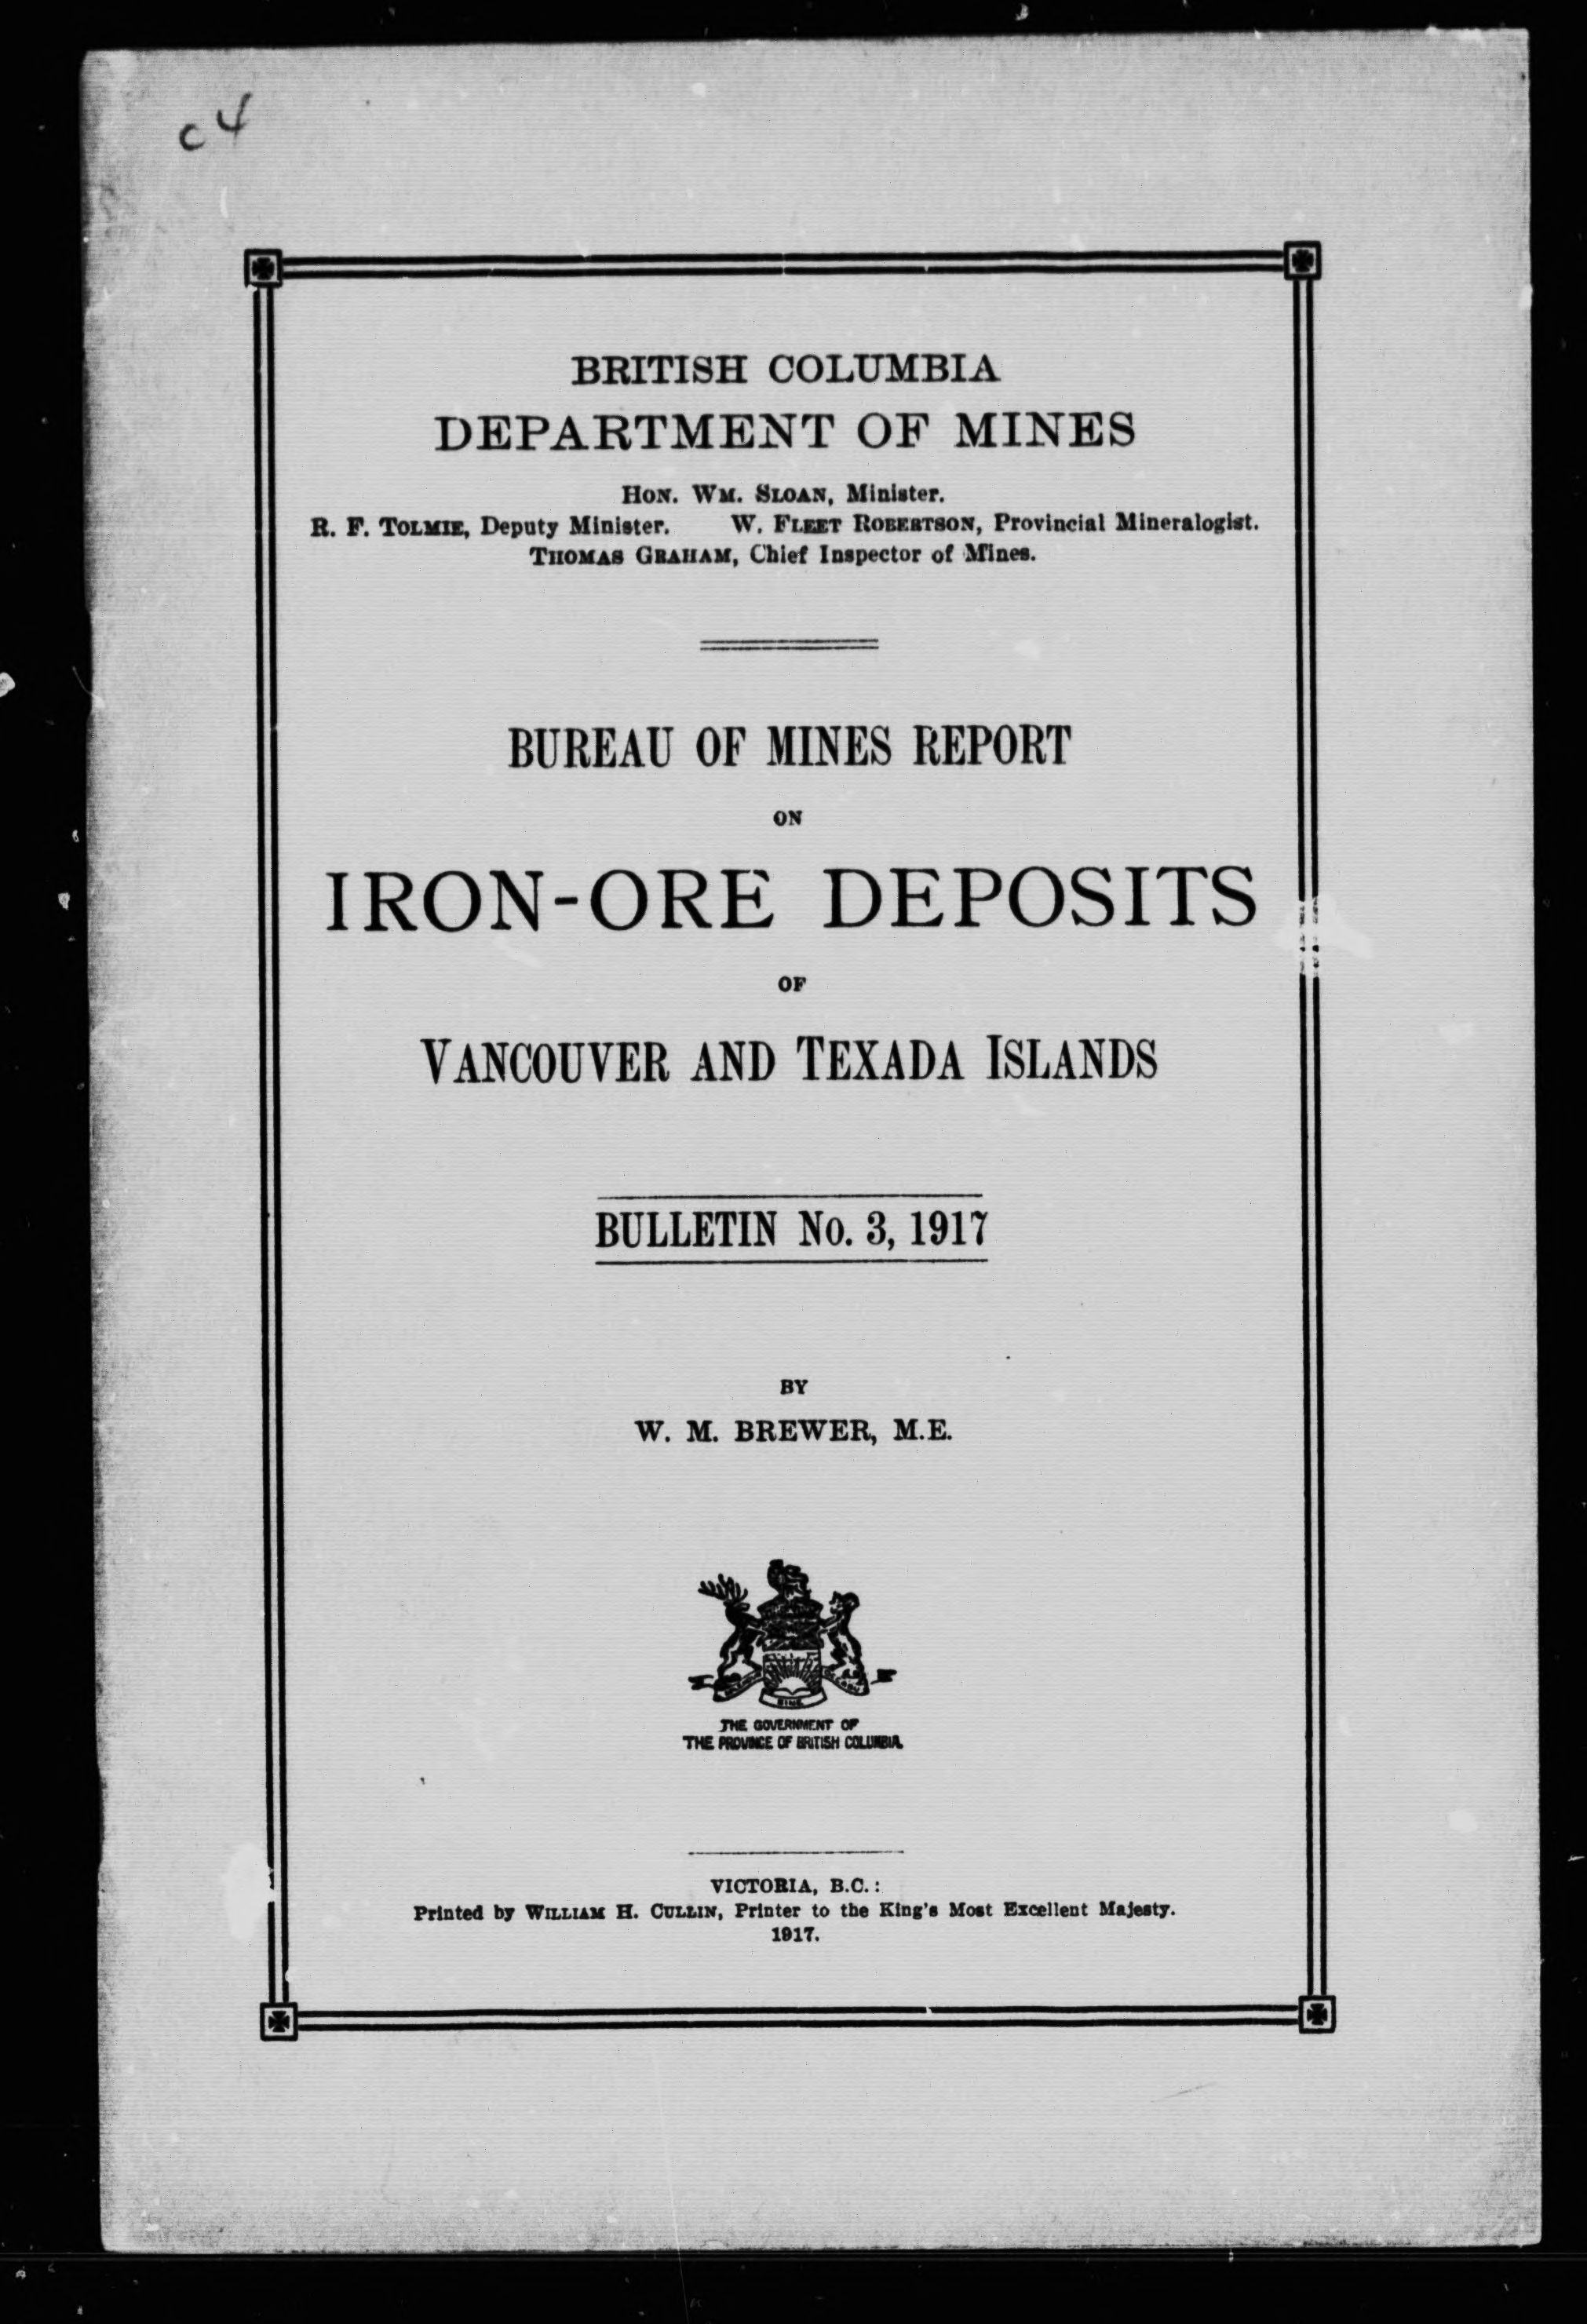 c4
BRITISH COLUMBIA
DEPARTMENT OF MINES
HON. WM. SLOAN, Minister.
R. F. TOLMIE, Deputy Minister. W. FLEET ROBERTSON, Provincial Mineralogist.
THOMAS GRAHAM, Chief Inspector of Mines.
BUREAU OF MINES REPORT
ON
IRON-ORE DEPOSITS
OF
VANCOUVER AND TEXADA ISLANDS
BULLETIN NO. 3, 1917
BY
W. M. BREWER, M.E.
THE GOVERNMENT OF
THE PROVINCE OF BRITISH COLUMBIA.
VICTORIA, B.C.:
Printed by WILLIAM H. CULLIN, Printer to the King's Most Excellent Majesty.
1917.